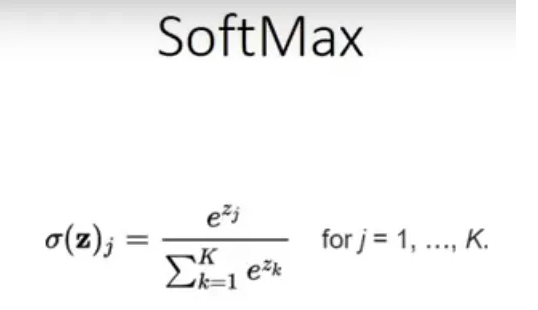 SoftMax
σ(z)_j = e^{z_j} / ∑_{k=1}^{K} e^{z_k} for j = 1, ..., K.